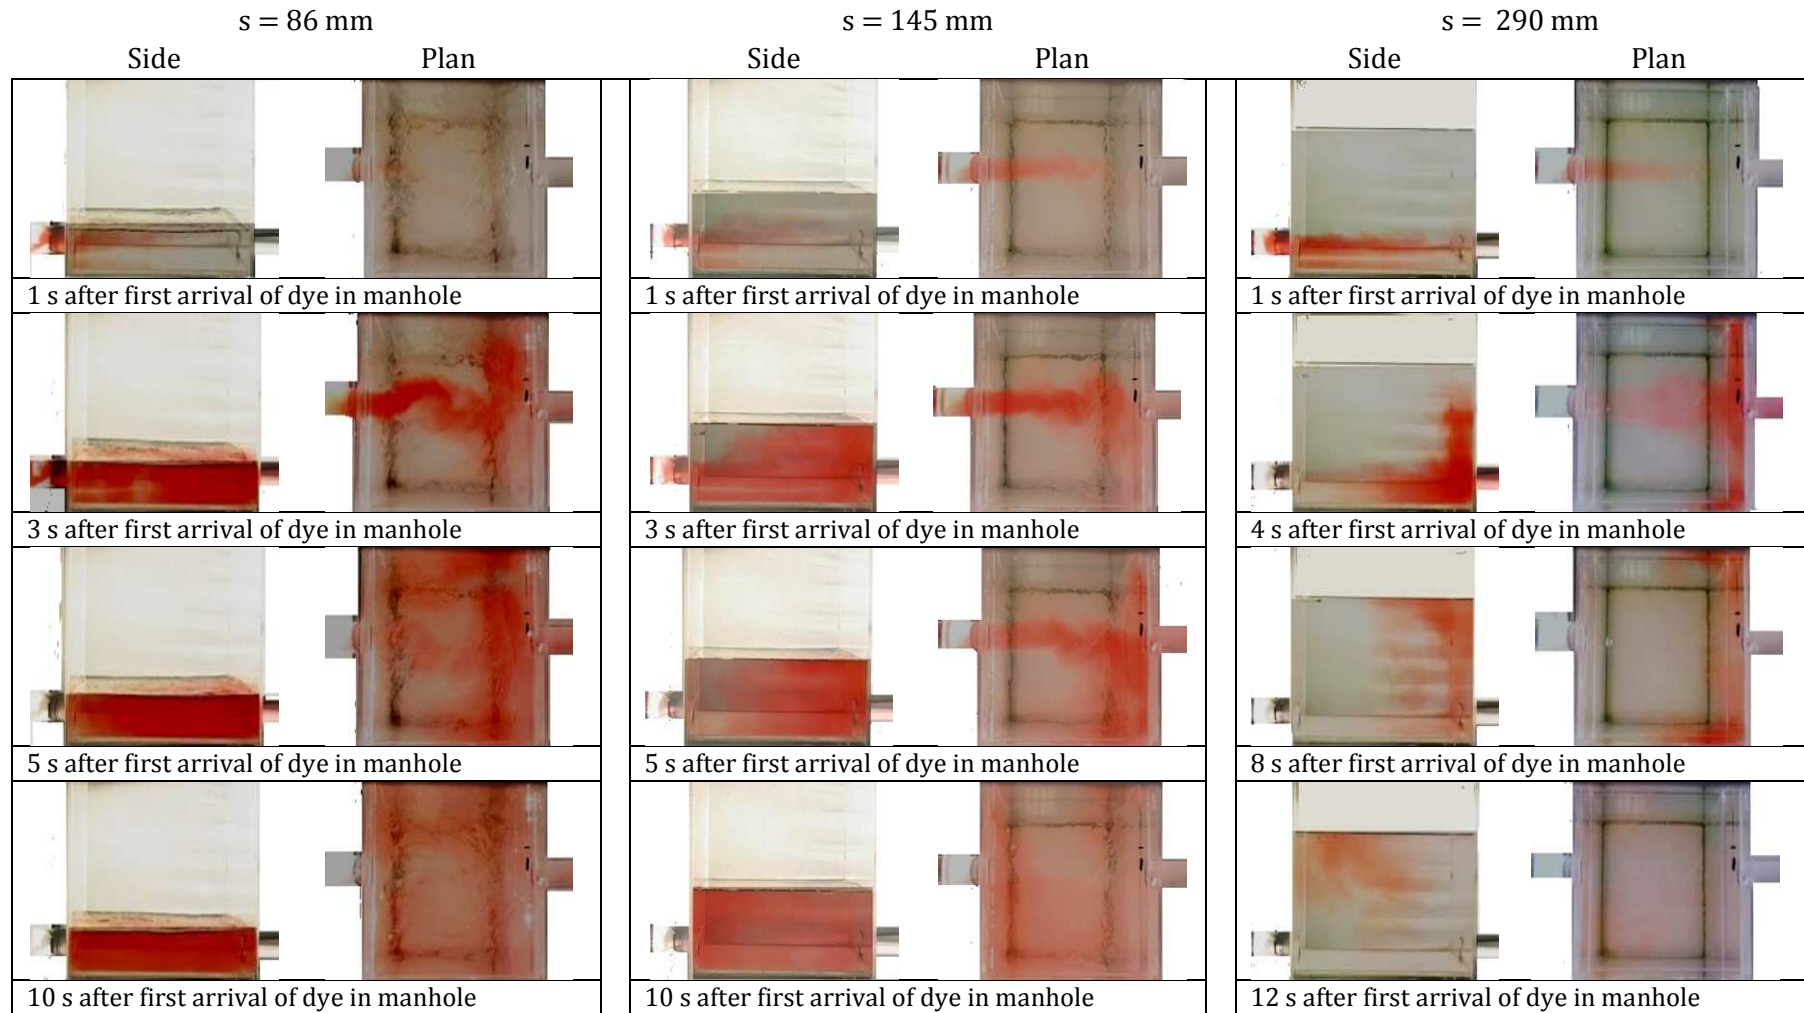 s = 86 mm s = 145 mm s = 290 mm
Side Plan Side Plan Side Plan
1 s after first arrival of dye in manhole 1 s after first arrival of dye in manhole 1 s after first arrival of dye in manhole
3 s after first arrival of dye in manhole 3 s after first arrival of dye in manhole 4 s after first arrival of dye in manhole
5 s after first arrival of dye in manhole 5 s after first arrival of dye in manhole 8 s after first arrival of dye in manhole
10 s after first arrival of dye in manhole 10 s after first arrival of dye in manhole 12 s after first arrival of dye in manhole